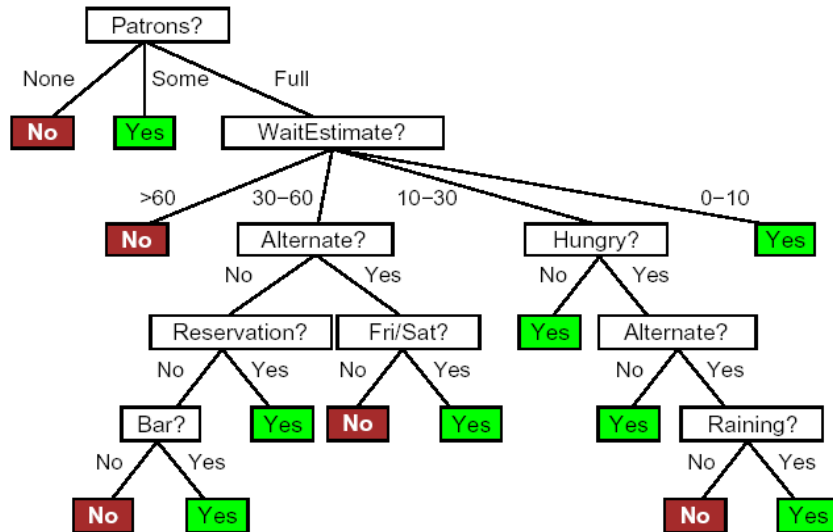 Patrons?
None Some Full
No Yes WaitEstimate?
>60 30–60 10–30 0–10
No Alternate? Hungry? Yes
No Yes No Yes
Reservation? Fri/Sat? Yes Alternate?
No Yes No Yes No Yes
Bar? Yes No Yes Yes Raining?
No Yes No Yes
No Yes No Yes